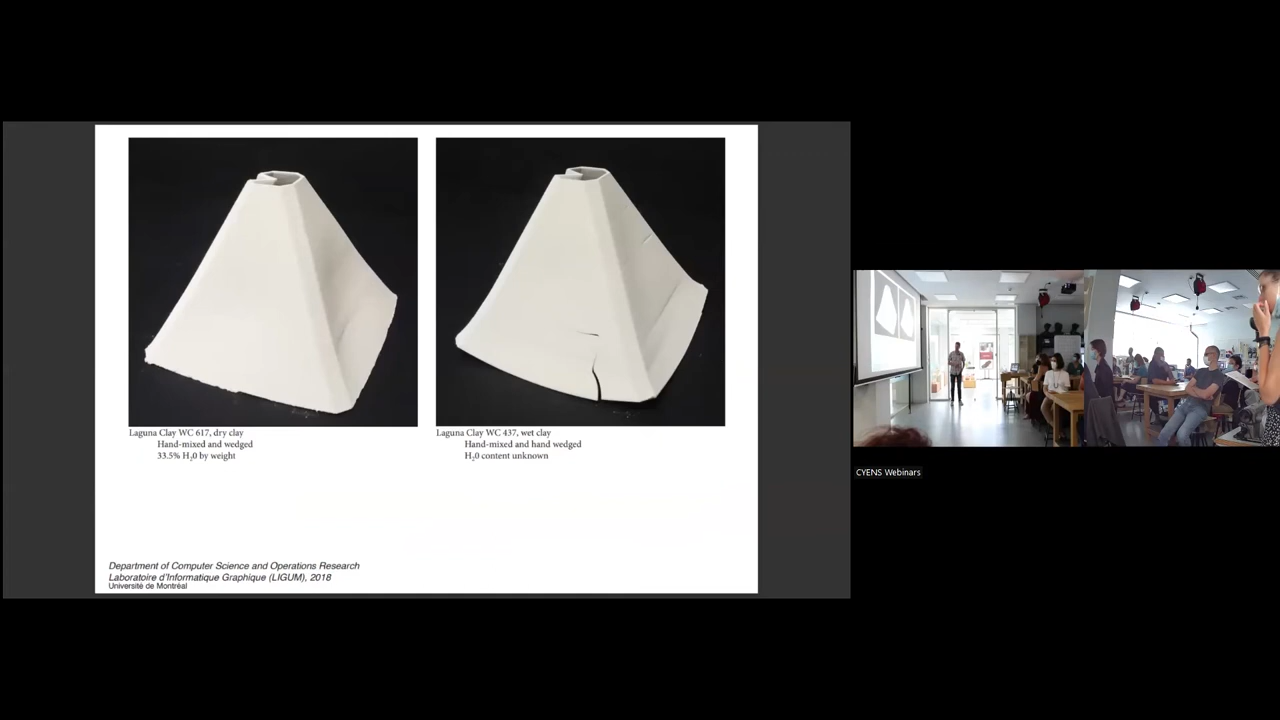 Laguna Clay WC 617, dry clay
Hand-mixed and wedged
33.5% H₂0 by weight
Laguna Clay WC 437, wet clay
Hand-mixed and hand wedged
H₂0 content unknown
Department of Computer Science and Operations Research
Laboratoire d'Informatique Graphique (LIGUM), 2018
Université de Montréal
CYENS Webinars